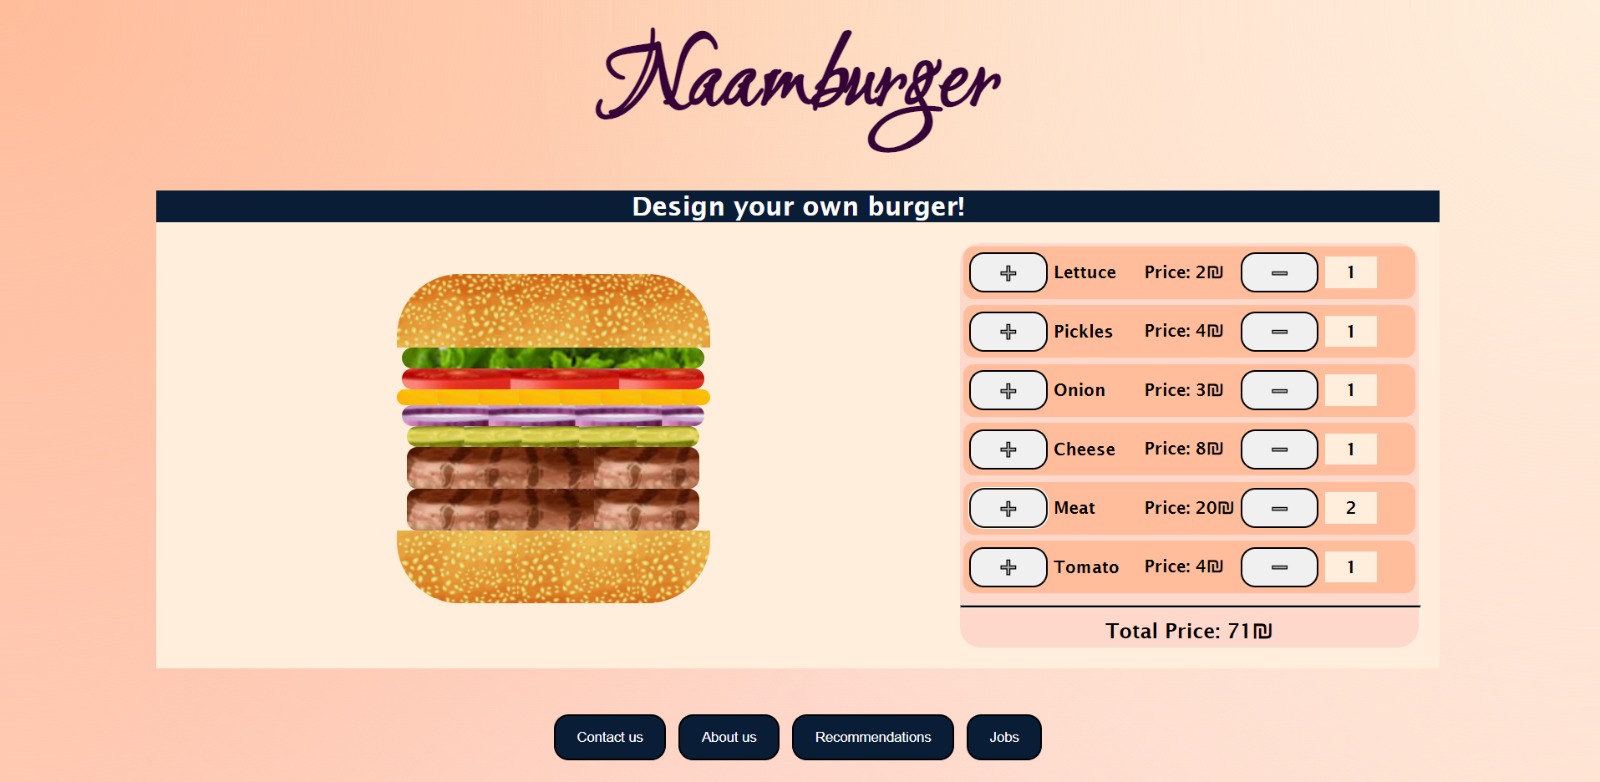 Naamburger
Design your own burger!
+ Lettuce Price: 2₪ − 1
+ Pickles Price: 4₪ − 1
+ Onion Price: 3₪ − 1
+ Cheese Price: 8₪ − 1
+ Meat Price: 20₪ − 2
+ Tomato Price: 4₪ − 1
Total Price: 71₪
Contact us About us Recommendations Jobs